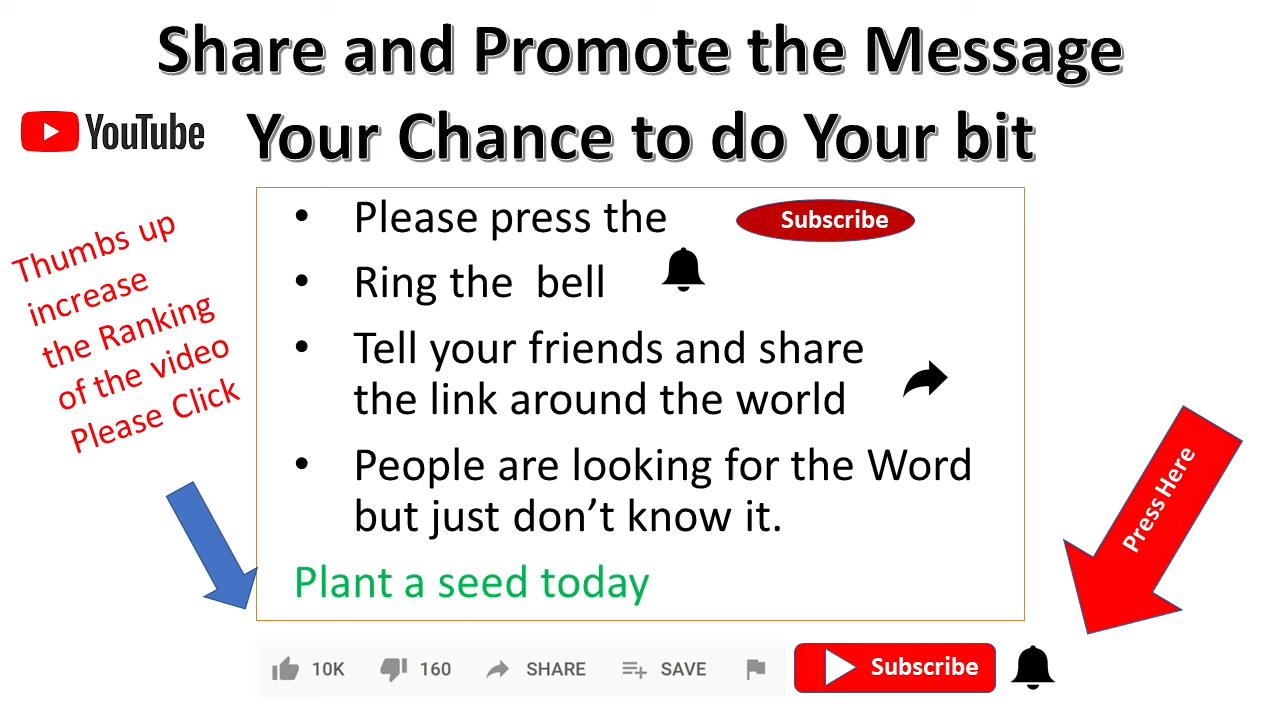 Share and Promote the Message
YouTube
Your Chance to do Your bit
Thumbs up
increase
the Ranking
of the video
Please Click
• Please press the Subscribe
• Ring the bell
• Tell your friends and share
the link around the world
• People are looking for the Word
but just don't know it.
Plant a seed today
Press Here
10K 160 SHARE SAVE Subscribe